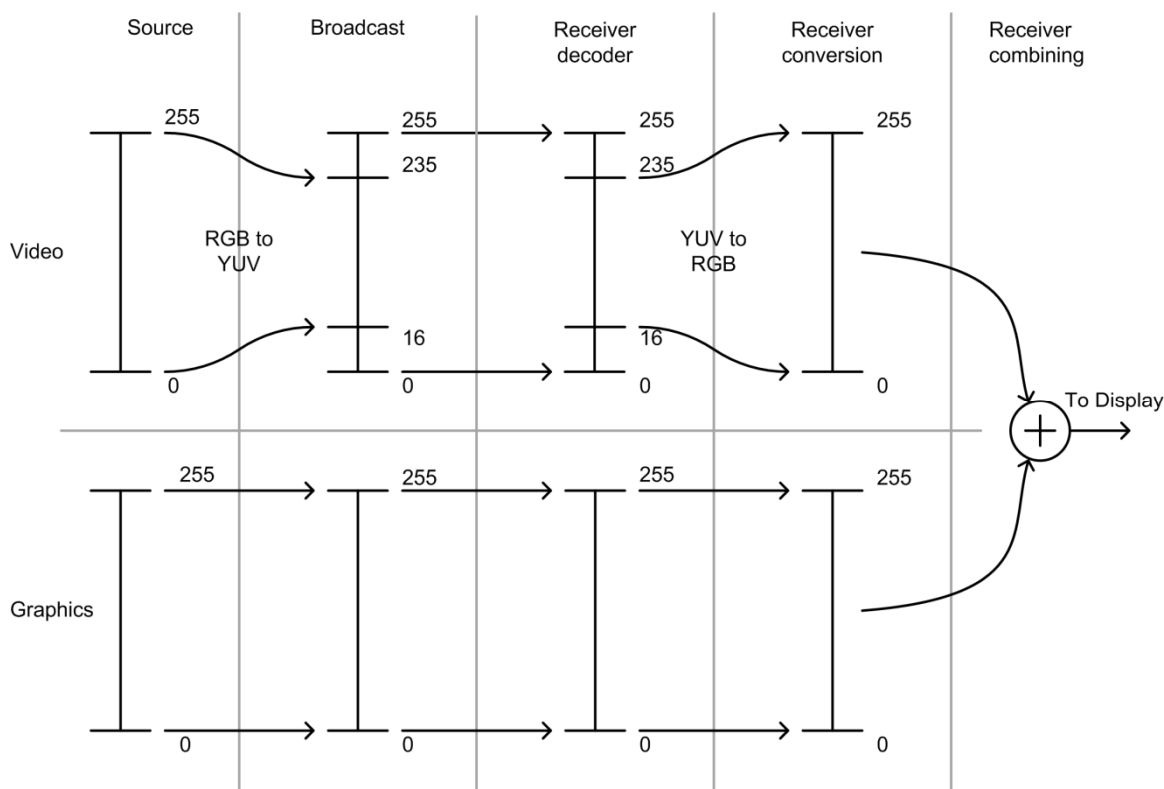 Source
Broadcast
Receiver
decoder
Receiver
conversion
Receiver
combining
255
255
255
255
235
235
Video
RGB to
YUV
YUV to
RGB
16
16
0
0
0
0
To Display
255
255
255
255
Graphics
0
0
0
0